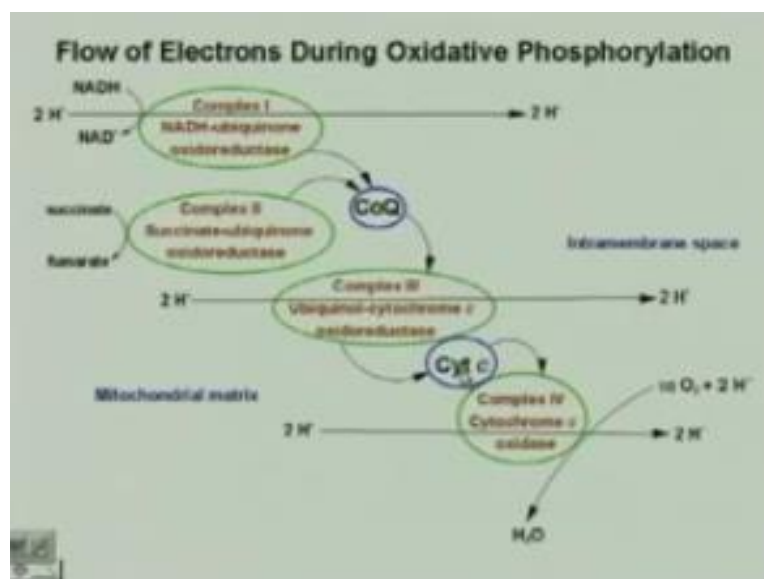 Flow of Electrons During Oxidative Phosphorylation
NADH
2 H⁺
NAD⁺
Complex I
NADH-ubiquinone
oxidoreductase
2 H⁺
succinate
fumarate
Complex II
Succinate-ubiquinone
oxidoreductase
CoQ
Intramembrane space
2 H⁺
Complex III
Ubiquinol-cytochrome c
oxidoreductase
2 H⁺
Cyt c
Mitochondrial matrix
2 H⁺
Complex IV
Cytochrome c
oxidase
O₂ + 2 H⁺
2 H⁺
H₂O